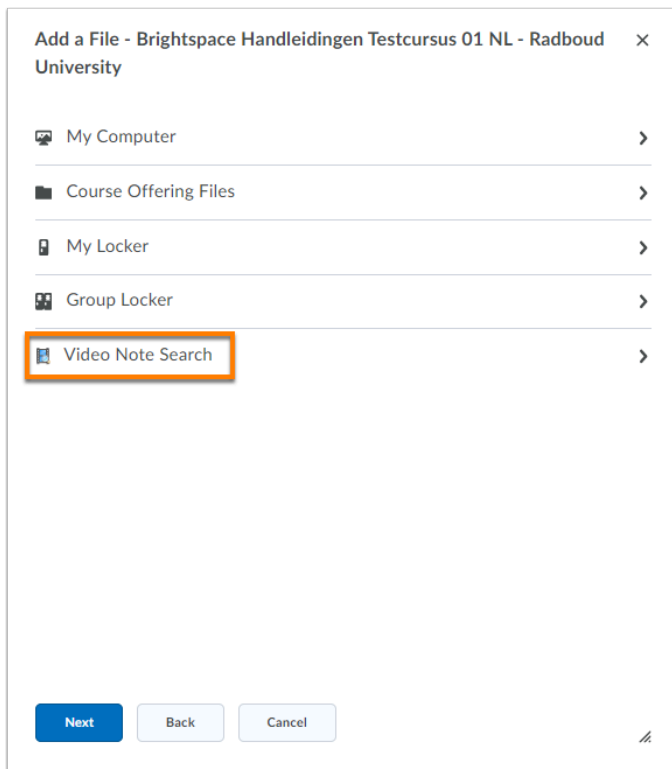 Add a File - Brightspace Handleidingen Testcursus 01 NL - Radboud
University
My Computer
Course Offering Files
My Locker
Group Locker
Video Note Search
Next Back Cancel